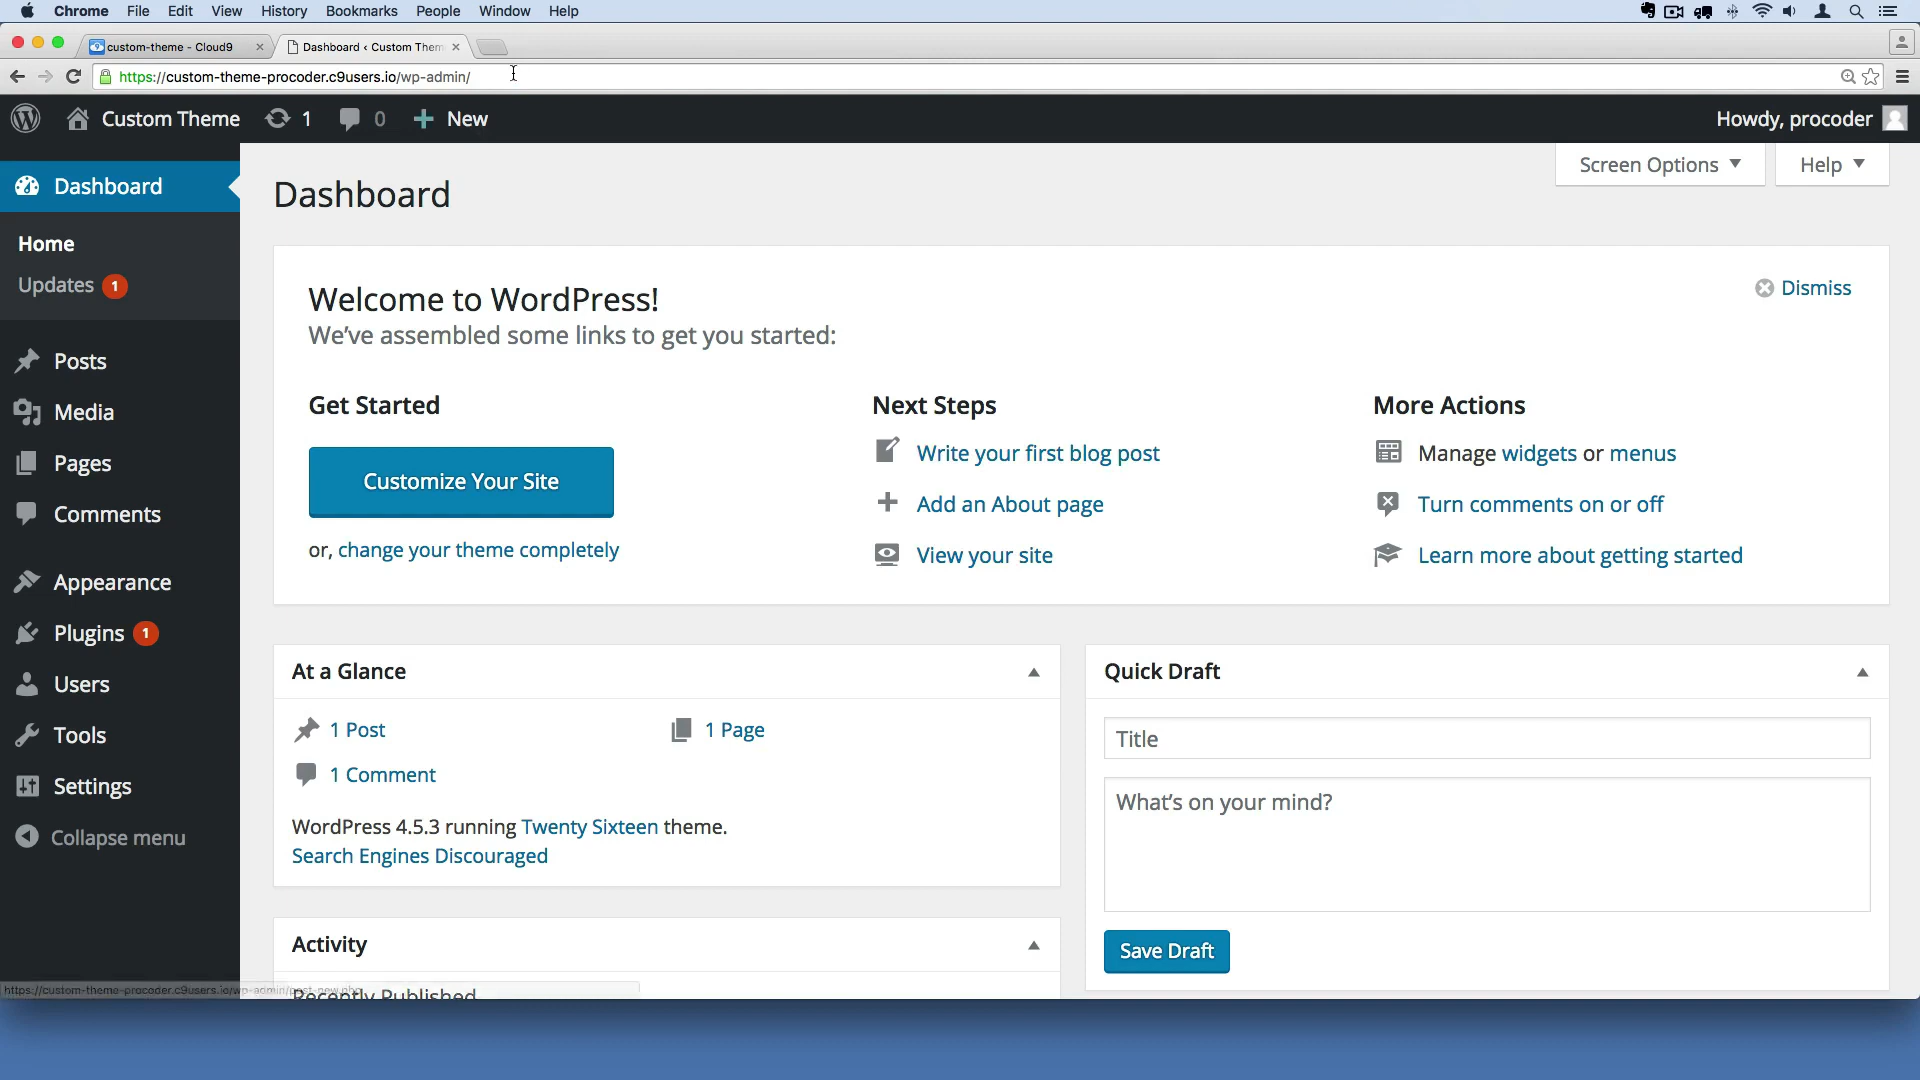 Chrome File Edit View History Bookmarks People Window Help
custom-theme - Cloud9
Dashboard ‹ Custom Them
https://custom-theme-procoder.c9users.io/wp-admin/
Custom Theme 1 0 New
Howdy, procoder
Dashboard
Home
Updates 1
Posts
Media
Pages
Comments
Appearance
Plugins 1
Users
Tools
Settings
Collapse menu
Screen Options
Help
Dashboard
Welcome to WordPress!
We've assembled some links to get you started:
Dismiss
Get Started
Customize Your Site
or, change your theme completely
Next Steps
Write your first blog post
Add an About page
View your site
More Actions
Manage widgets or menus
Turn comments on or off
Learn more about getting started
At a Glance
1 Post
1 Page
1 Comment
WordPress 4.5.3 running Twenty Sixteen theme.
Search Engines Discouraged
Activity
Recently Published
Quick Draft
Title
What's on your mind?
Save Draft
https://custom-theme-procoder.c9users.io/wp-admin/post-new.php